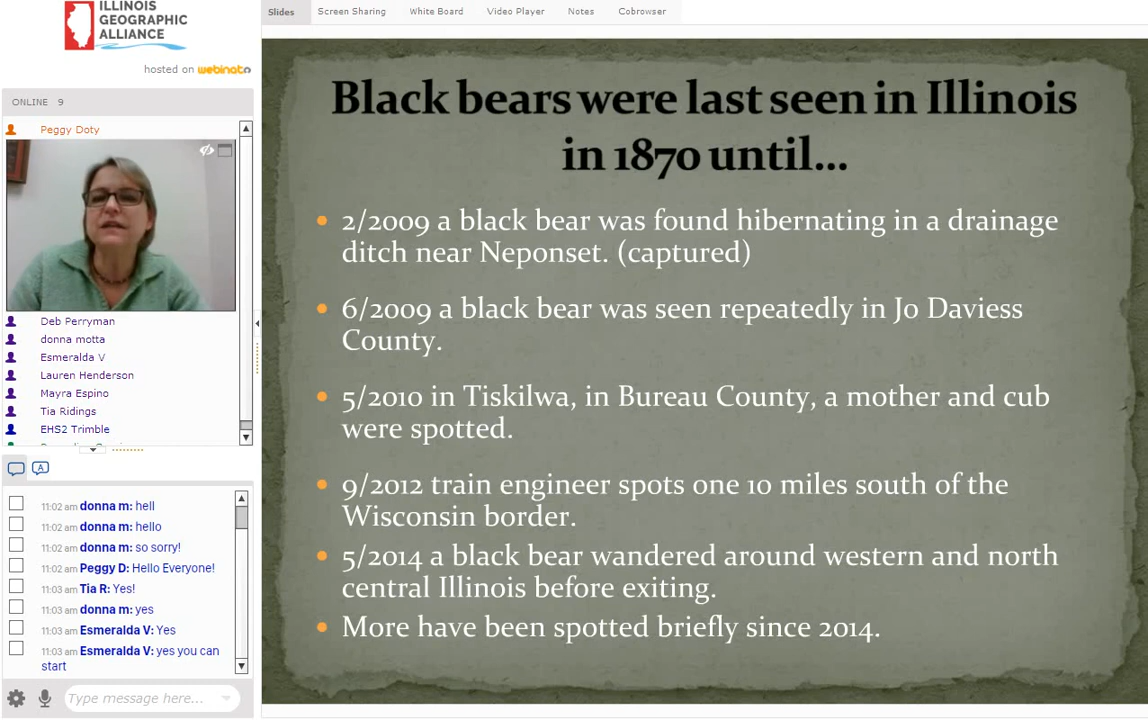 ILLINOIS
GEOGRAPHIC
ALLIANCE
hosted on webinato
ONLINE 9
Peggy Doty
Deb Perryman
donna motta
Esmeralda V
Lauren Henderson
Mayra Espino
Tia Ridings
EHS2 Trimble
A
11:02 am donna m: hell
11:02 am donna m: hello
11:02 am donna m: so sorry!
11:02 am Peggy D: Hello Everyone!
11:03 am Tia R: Yes!
11:03 am donna m: yes
11:03 am Esmeralda V: Yes
11:03 am Esmeralda V: yes you can
start
Type message here...
Slides Screen Sharing White Board Video Player Notes Cobrowser
Black bears were last seen in Illinois
in 1870 until...
• 2/2009 a black bear was found hibernating in a drainage
ditch near Neponset. (captured)
• 6/2009 a black bear was seen repeatedly in Jo Daviess
County.
• 5/2010 in Tiskilwa, in Bureau County, a mother and cub
were spotted.
• 9/2012 train engineer spots one 10 miles south of the
Wisconsin border.
• 5/2014 a black bear wandered around western and north
central Illinois before exiting.
• More have been spotted briefly since 2014.